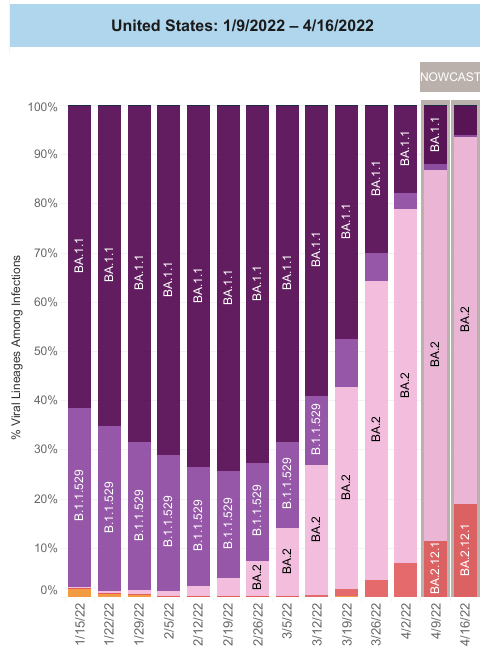 United States: 1/9/2022 – 4/16/2022
NOWCAST
% Viral Lineages Among Infections
100%
90%
80%
70%
60%
50%
40%
30%
20%
10%
0%
BA.1.1
B.1.1.529
BA.1.1
B.1.1.529
BA.1.1
B.1.1.529
BA.1.1
B.1.1.529
BA.1.1
B.1.1.529
BA.1.1
B.1.1.529
BA.1.1
B.1.1.529
BA.2
BA.1.1
B.1.1.529
BA.2
BA.1.1
B.1.1.529
BA.2
BA.1.1
BA.2
BA.1.1
BA.2
BA.1.1
BA.2
BA.1.1
BA.2
BA.2.12.1
BA.2
BA.2.12.1
1/15/22
1/22/22
1/29/22
2/5/22
2/12/22
2/19/22
2/26/22
3/5/22
3/12/22
3/19/22
3/26/22
4/2/22
4/9/22
4/16/22